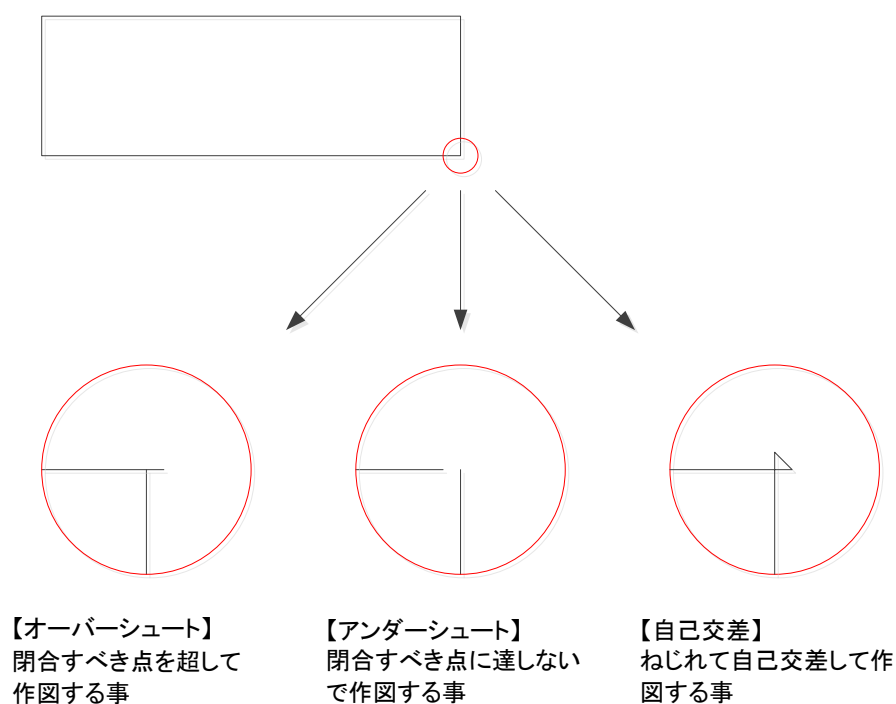 【オーバーシュート】
閉合すべき点を超して
作図する事
【アンダーシュート】
閉合すべき点に達しない
で作図する事
【自己交差】
ねじれて自己交差して作
図する事